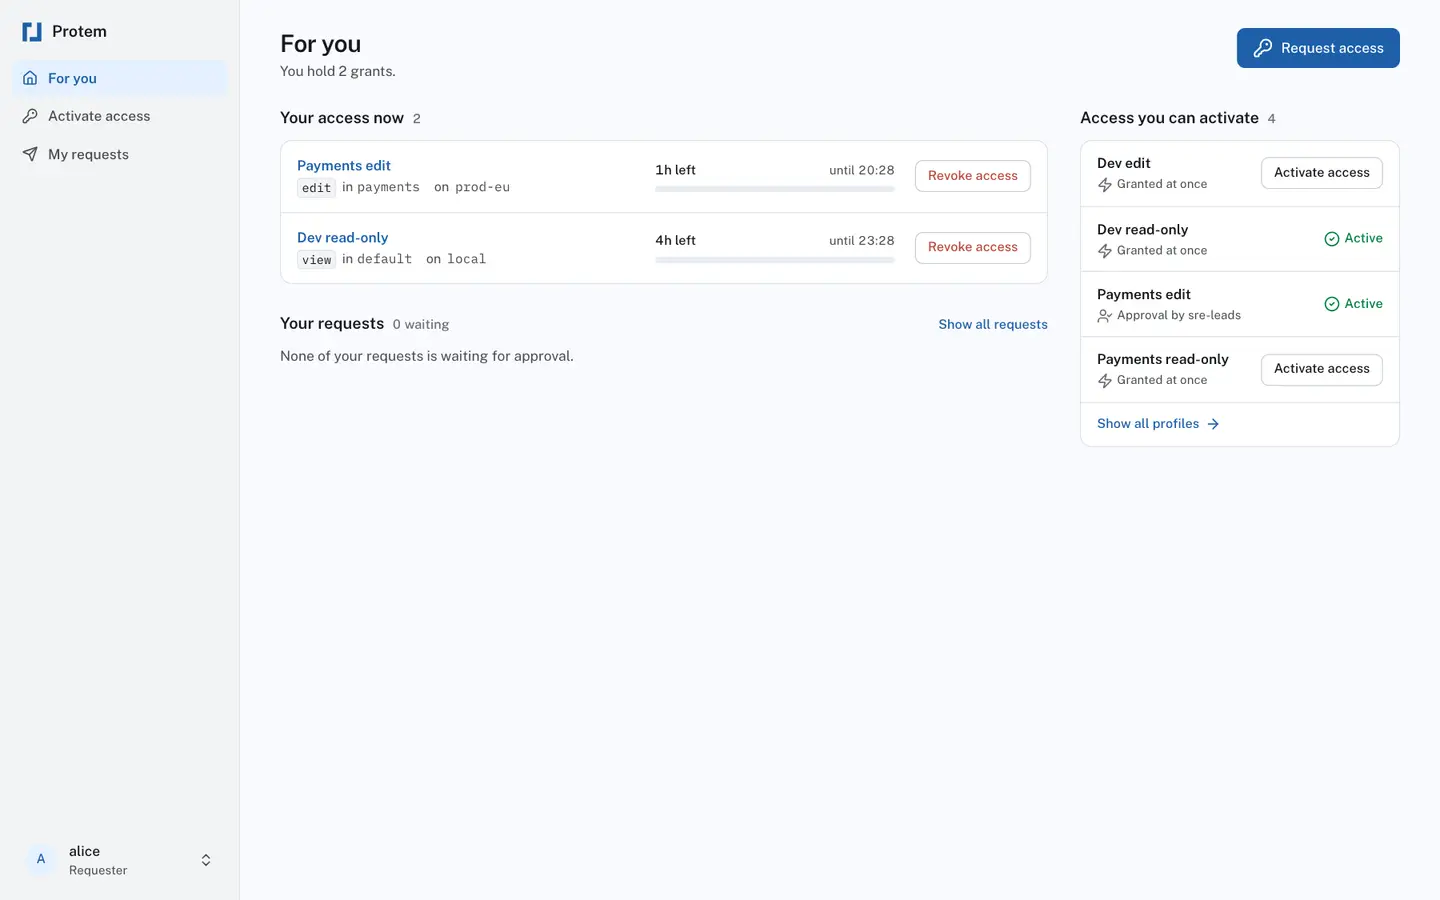 Protem
For you
Activate access
My requests
For you
You hold 2 grants.
Request access
Your access now 2
Payments edit
edit in payments on prod-eu
1h left until 20:28
Revoke access
Dev read-only
view in default on local
4h left until 23:28
Revoke access
Your requests 0 waiting
Show all requests
None of your requests is waiting for approval.
Access you can activate 4
Dev edit
Granted at once
Activate access
Dev read-only
Granted at once
Active
Payments edit
Approval by sre-leads
Active
Payments read-only
Granted at once
Activate access
Show all profiles
A
alice
Requester